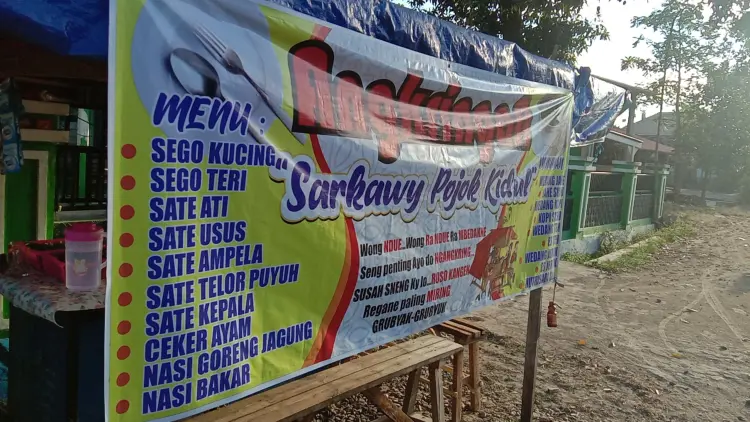 Angkringan
"Sarkawy Pojok Kidul"
MENU :
SEGO KUCING
SEGO TERI
SATE ATI
SATE USUS
SATE AMPELA
SATE TELOR PUYUH
SATE KEPALA
CEKER AYAM
NASI GORENG JAGUNG
NASI BAKAR
Wong NDUE..Wong Ra NDUE Ra MBEDAKNE
Seng penting Ayo do NGANGKRING
SUSAH SNENG Ny lo...ROSO KANGEN
Regane paling MIRING
GRUBYAK-GRUBYUK